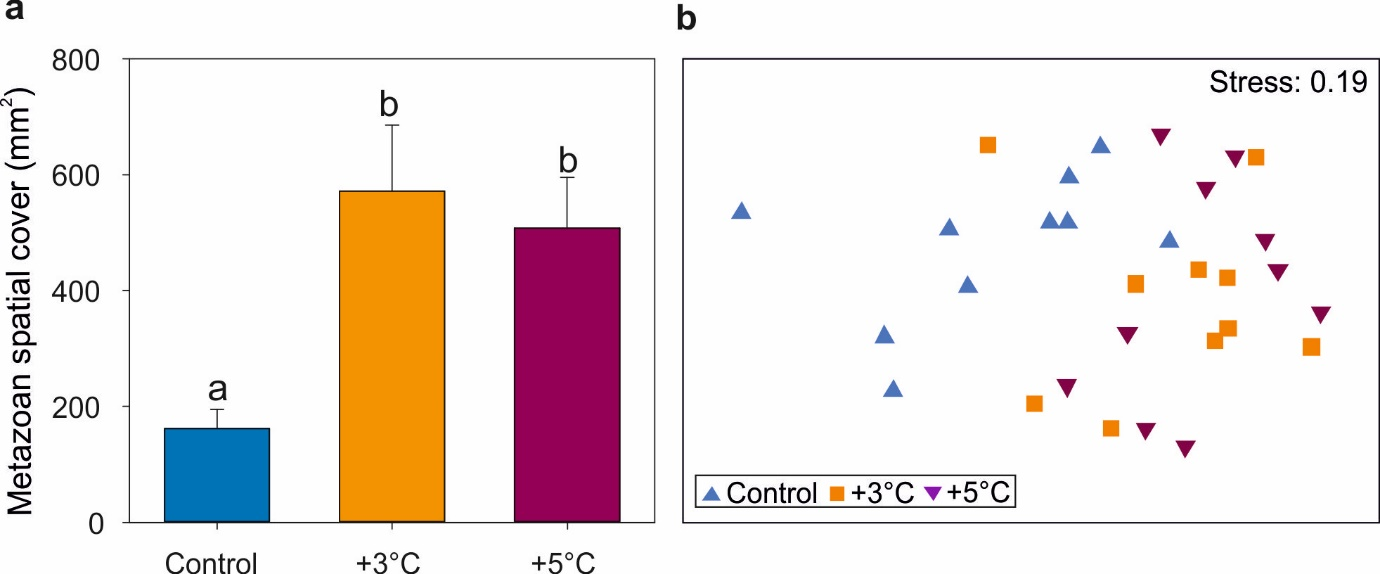 a
800
600
400
200
0
Metazoan spatial cover (mm²)
a
b
b
Control
+3°C
+5°C
b
Stress: 0.19
Control +3°C +5°C